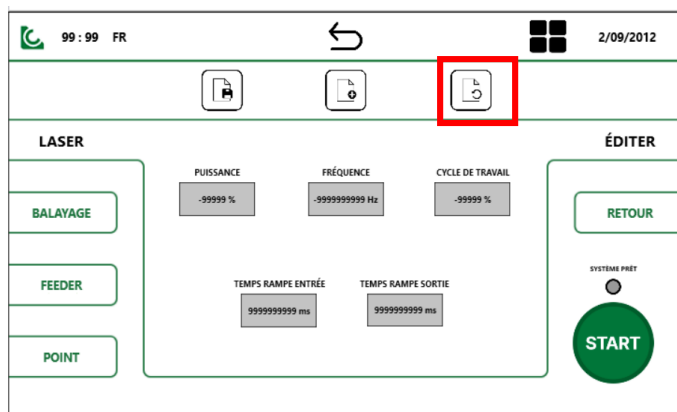 99 : 99 FR
2/09/2012
LASER
ÉDITER
PUISSANCE
FRÉQUENCE
CYCLE DE TRAVAIL
-99999 %
-9999999999 Hz
-99999 %
BALAYAGE
RETOUR
FEEDER
TEMPS RAMPE ENTRÉE
TEMPS RAMPE SORTIE
SYSTÈME PRÊT
9999999999 ms
9999999999 ms
START
POINT